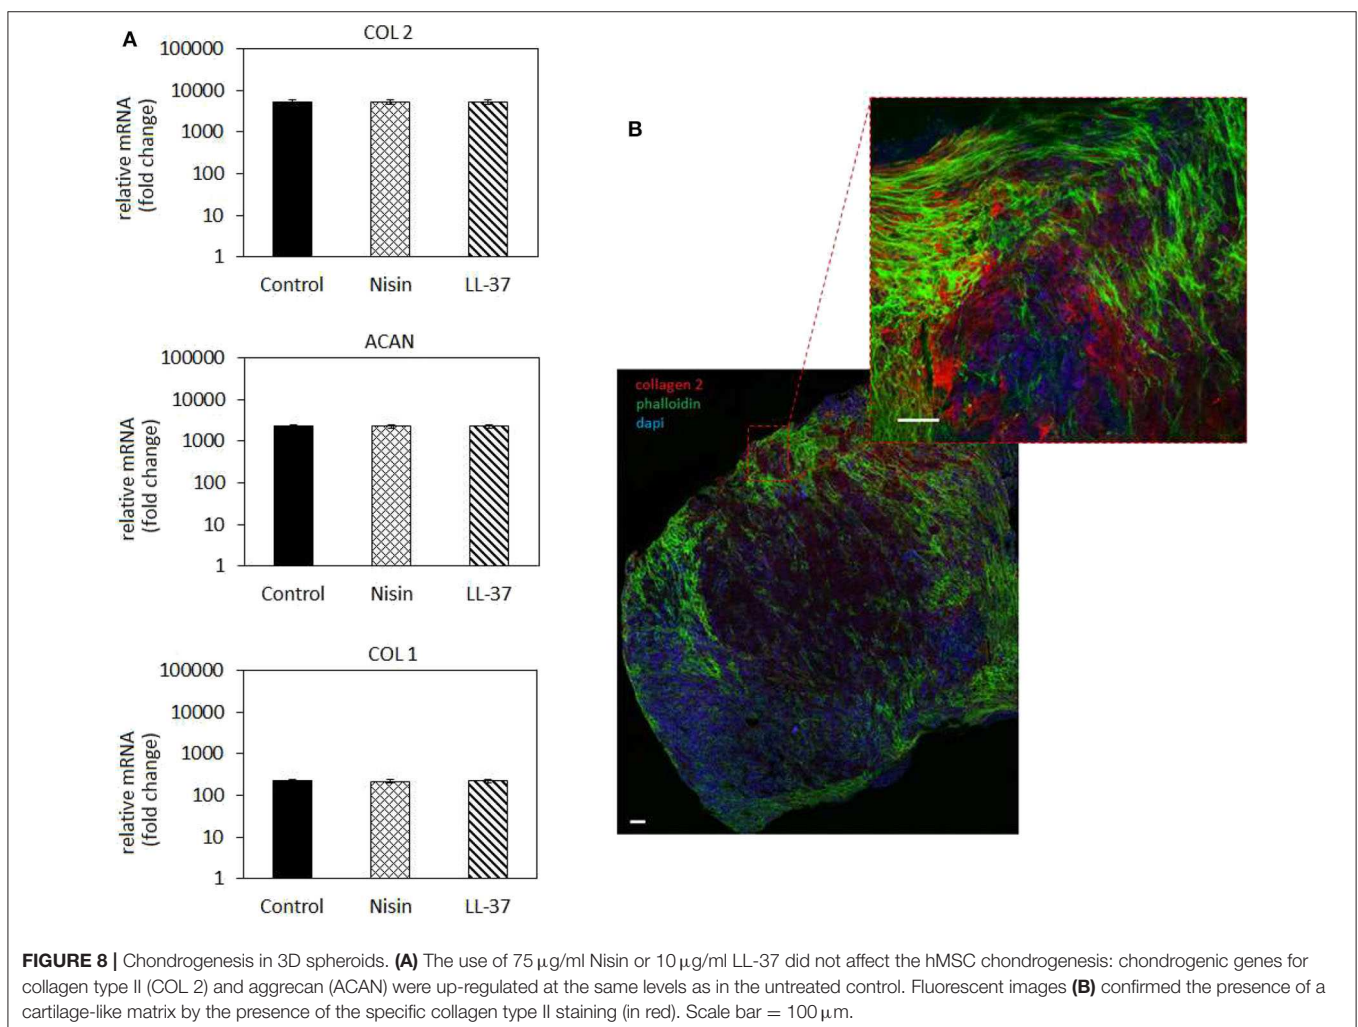 A
COL 2
100000
10000
1000
100
10
1
relative mRNA
(fold change)
Control Nisin LL-37
ACAN
100000
10000
1000
100
10
1
relative mRNA
(fold change)
Control Nisin LL-37
COL 1
100000
10000
1000
100
10
1
relative mRNA
(fold change)
Control Nisin LL-37
B
collagen 2
phalloidin
dapi
FIGURE 8 | Chondrogenesis in 3D spheroids. (A) The use of 75 μg/ml Nisin or 10 μg/ml LL-37 did not affect the hMSC chondrogenesis: chondrogenic genes for
collagen type II (COL 2) and aggrecan (ACAN) were up-regulated at the same levels as in the untreated control. Fluorescent images (B) confirmed the presence of a
cartilage-like matrix by the presence of the specific collagen type II staining (in red). Scale bar = 100 μm.